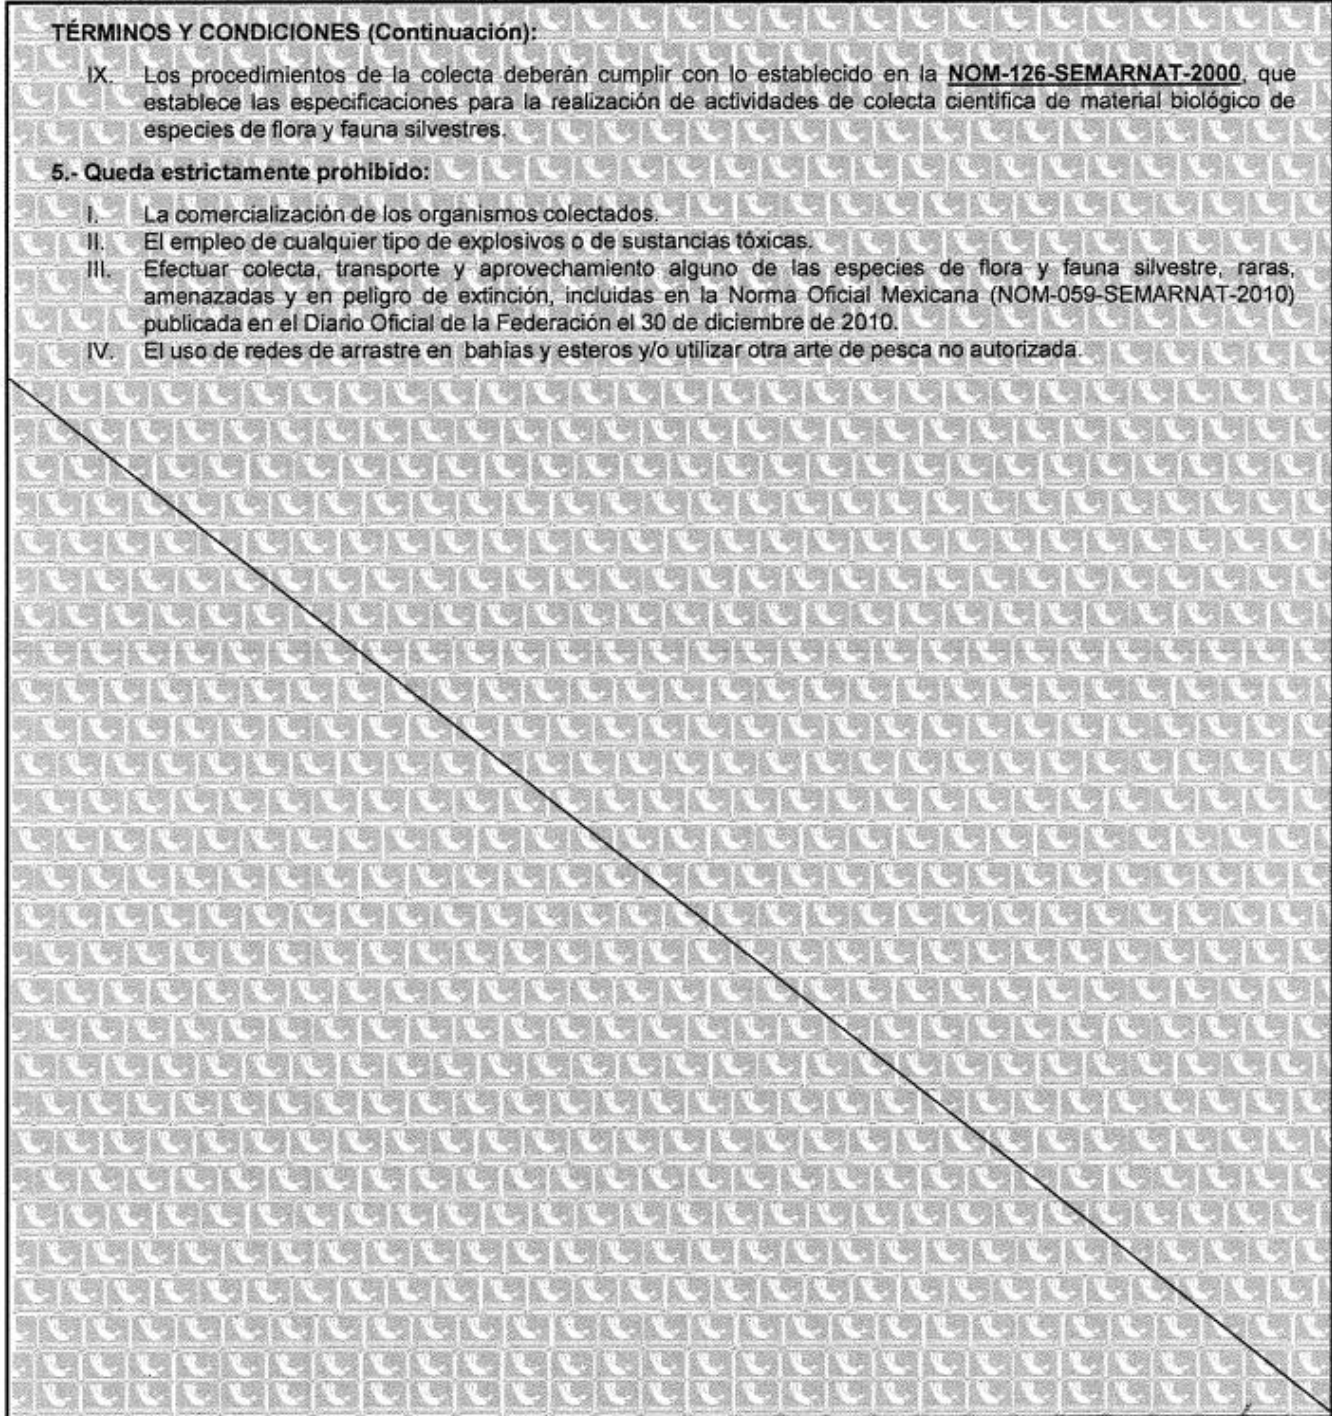 TÉRMINOS Y CONDICIONES (Continuación):
IX. Los procedimientos de la colecta deberán cumplir con lo establecido en la NOM-126-SEMARNAT-2000, que
establece las especificaciones para la realización de actividades de colecta científica de material biológico de
especies de flora y fauna silvestres.
5.- Queda estrictamente prohibido:
I. La comercialización de los organismos colectados.
II. El empleo de cualquier tipo de explosivos o de sustancias tóxicas.
III. Efectuar colecta, transporte y aprovechamiento alguno de las especies de flora y fauna silvestre, raras,
amenazadas y en peligro de extinción, incluidas en la Norma Oficial Mexicana (NOM-059-SEMARNAT-2010)
publicada en el Diario Oficial de la Federación el 30 de diciembre de 2010.
IV. El uso de redes de arrastre en bahías y esteros y/o utilizar otra arte de pesca no autorizada.